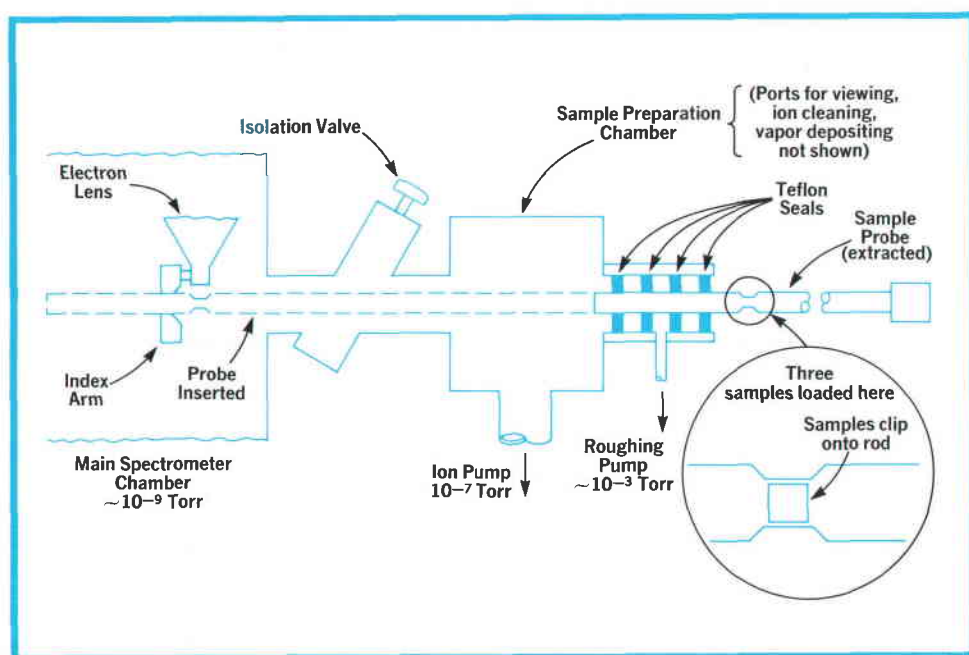 Isolation Valve
Sample Preparation
Chamber
(Ports for viewing,
ion cleaning,
vapor depositing
not shown)
Electron
Lens
Teflon
Seals
Sample
Probe
(extracted)
Index
Arm
Probe
Inserted
Three
samples loaded here
Samples clip
onto rod
Main Spectrometer
Chamber
~10–9 Torr
Ion Pump
10–7 Torr
Roughing
Pump
~10–3 Torr